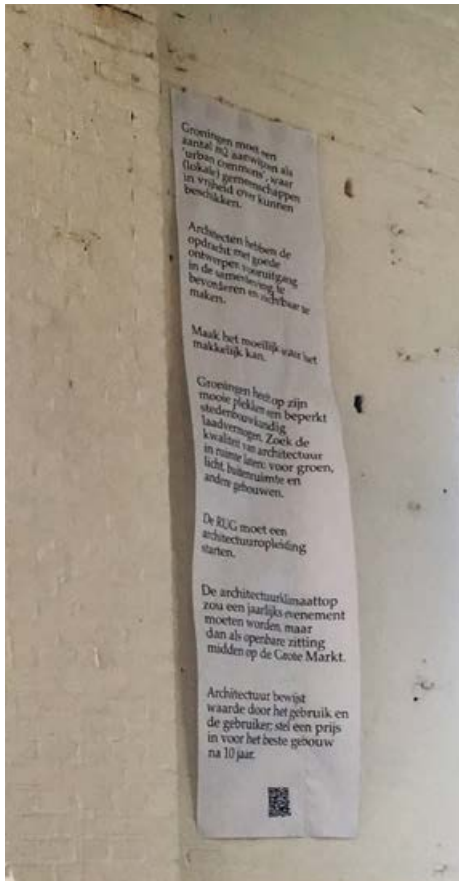 Groningen moet een
aantal m2 aanwijzen als
'urban commons', waar
(lokale) gemeenschappen
in vrijheid over kunnen
beschikken.
Architecten hebben de
opdracht met goede
ontwerpen vooruitgang
in de samenleving te
bevorderen en zichtbaar te
maken.
Maak het moeilijk waar het
makkelijk kan.
Groningen heeft op zijn
mooie plekken een beperkt
stedenbouwkundig
laadvermogen. Zoek de
kwaliteit van architectuur
in ruimte laten: voor groen,
licht, buitenruimte en
andere gebouwen.
De RUG moet een
architectuuropleiding
starten.
De architectuurklimaattop
zou een jaarlijks evenement
moeten worden, maar
dan als openbare zitting
midden op de Grote Markt.
Architectuur bewijst
waarde door het gebruik en
de gebruiker; stel een prijs
in voor het beste gebouw
na 10 jaar.